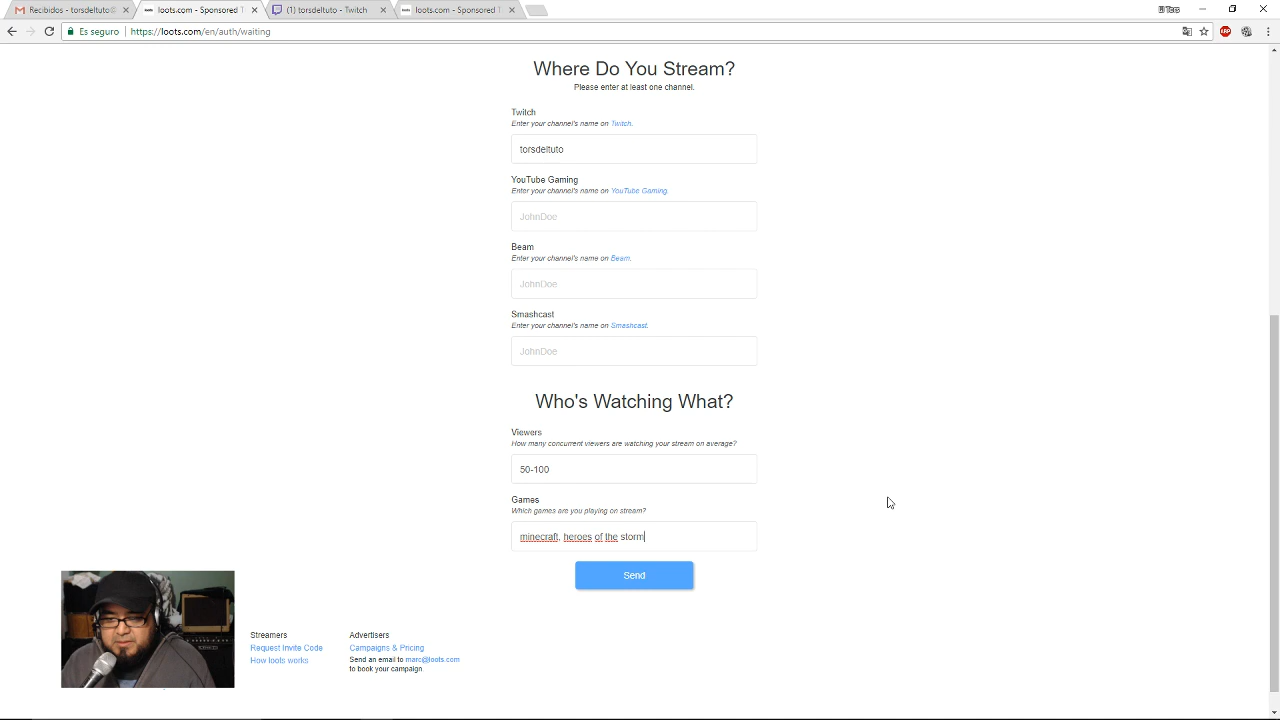 Recibidos - torsdeltuto@
loots.com - Sponsored T
(1) torsdeltuto - Twitch
loots.com - Sponsored T
Es seguro
https://loots.com/en/auth/waiting
ABP
Where Do You Stream?
Please enter at least one channel.
Twitch
Enter your channel's name on Twitch.
torsdeltuto
YouTube Gaming
Enter your channel's name on YouTube Gaming.
JohnDoe
Beam
Enter your channel's name on Beam.
JohnDoe
Smashcast
Enter your channel's name on Smashcast.
JohnDoe
Who's Watching What?
Viewers
How many concurrent viewers are watching your stream on average?
50-100
Games
Which games are you playing on stream?
minecraft, heroes of the storm
Send
Streamers
Request Invite Code
How loots works
Advertisers
Campaigns & Pricing
Send an email to marc@loots.com
to book your campaign.